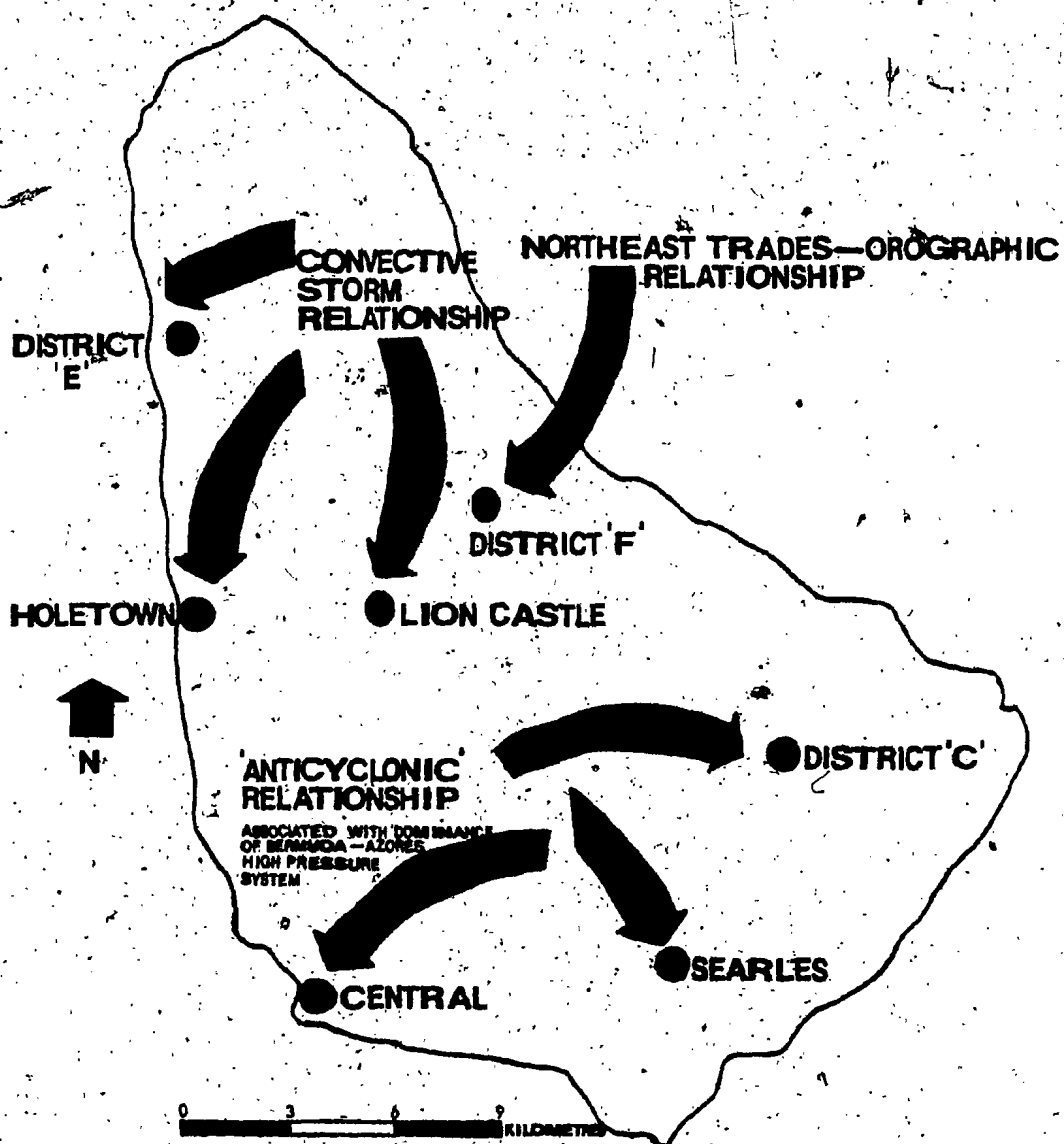 CONVECTIVE
STORM
RELATIONSHIP
NORTHEAST TRADES—OROGRAPHIC
RELATIONSHIP
DISTRICT
'E'
DISTRICT 'F'
HOLETOWN
LION CASTLE
N
'ANTICYCLONIC'
RELATIONSHIP
ASSOCIATED WITH DOMINANCE
OF BERMUDA—AZORES
HIGH PRESSURE
SYSTEM
DISTRICT 'C'
SEARLES
CENTRAL
0 3 6 9
KILOMETRES